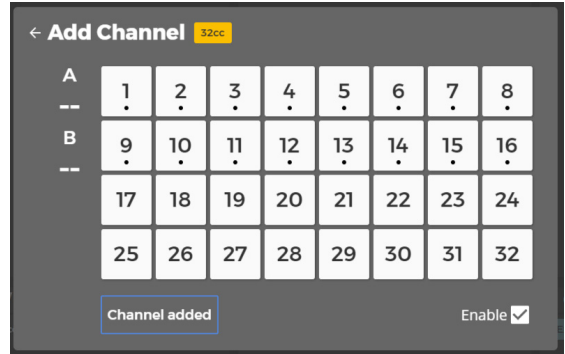 ← Add Channel 32cc
A
--
B
--
1 2 3 4 5 6 7 8
9 10 11 12 13 14 15 16
17 18 19 20 21 22 23 24
25 26 27 28 29 30 31 32
Channel added
Enable